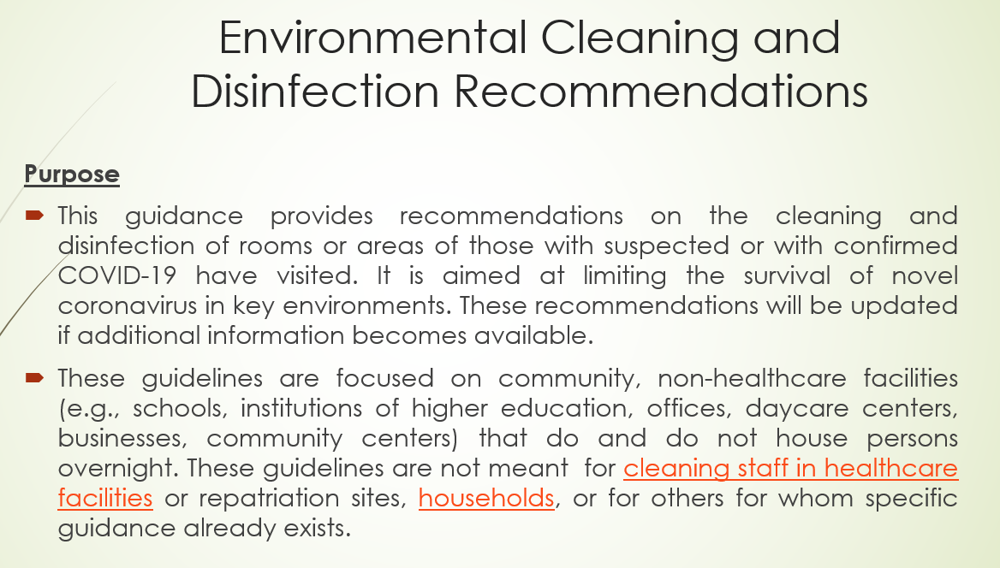 Environmental Cleaning and
Disinfection Recommendations
Purpose
This guidance provides recommendations on the cleaning and
disinfection of rooms or areas of those with suspected or with confirmed
COVID-19 have visited. It is aimed at limiting the survival of novel
coronavirus in key environments. These recommendations will be updated
if additional information becomes available.
These guidelines are focused on community, non-healthcare facilities
(e.g., schools, institutions of higher education, offices, daycare centers,
businesses, community centers) that do and do not house persons
overnight. These guidelines are not meant for cleaning staff in healthcare
facilities or repatriation sites, households, or for others for whom specific
guidance already exists.